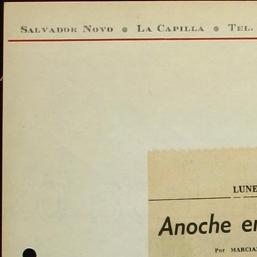 SALVADOR NOVO ● LA CAPILLA ● TEL.
LUNE
Anoche en
Por MARCIA